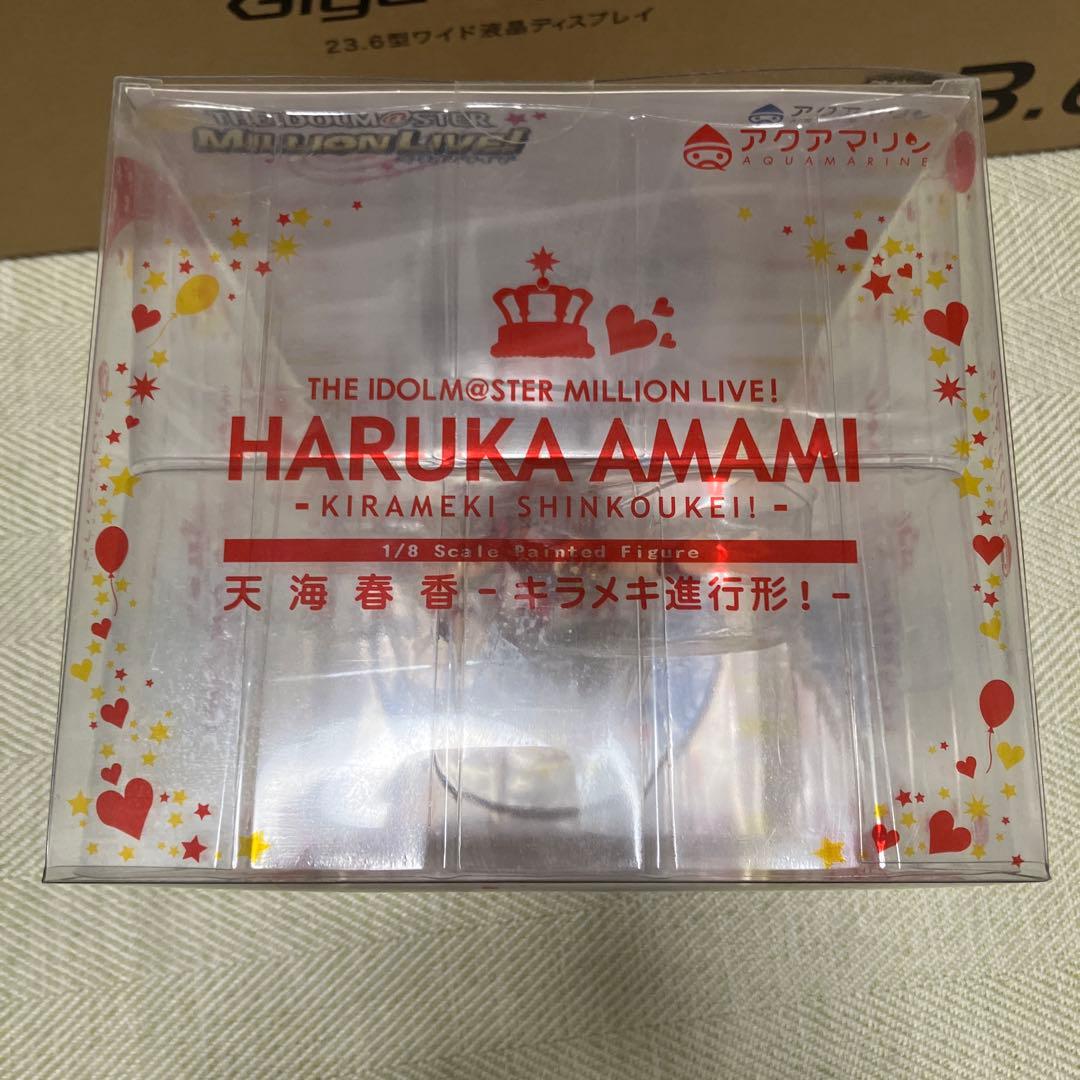 23.6型ワイド液晶ディスプレイ
THE IDOLM@STER
MILLION LIVE!
アクアマリン
AQUAMARINE
THE IDOLM@STER MILLION LIVE!
HARUKA AMAMI
- KIRAMEKI SHINKOUKEI! -
1/8 Scale Painted Figure
天海春香 - キラメキ進行形! -